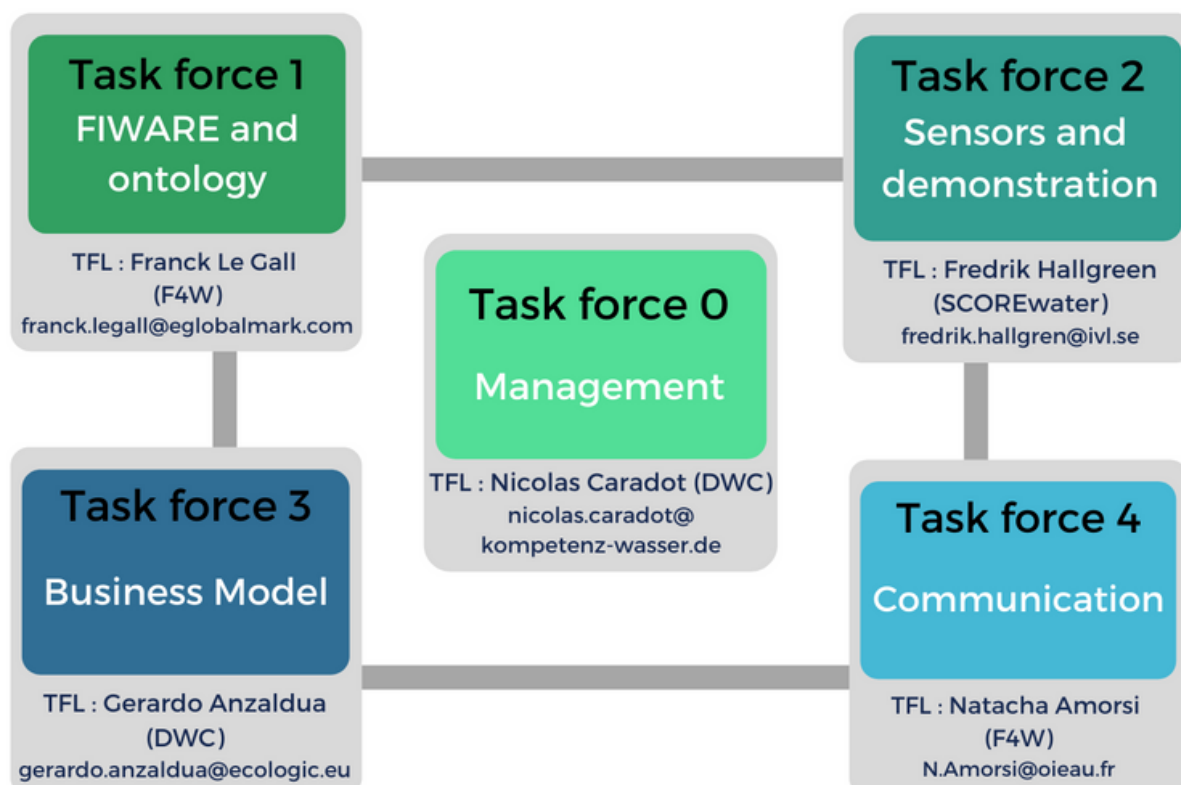 Task force 1
FIWARE and
ontology
TFL : Franck Le Gall
(F4W)
franck.legall@eglobalmark.com
Task force 2
Sensors and
demonstration
TFL : Fredrik Hallgreen
(SCOREwater)
fredrik.hallgren@ivl.se
Task force 0
Management
TFL : Nicolas Caradot (DWC)
nicolas.caradot@
kompetenz-wasser.de
Task force 3
Business Model
TFL : Gerardo Anzaldua
(DWC)
gerardo.anzaldua@ecologic.eu
Task force 4
Communication
TFL : Natacha Amorsi
(F4W)
N.Amorsi@oieau.fr